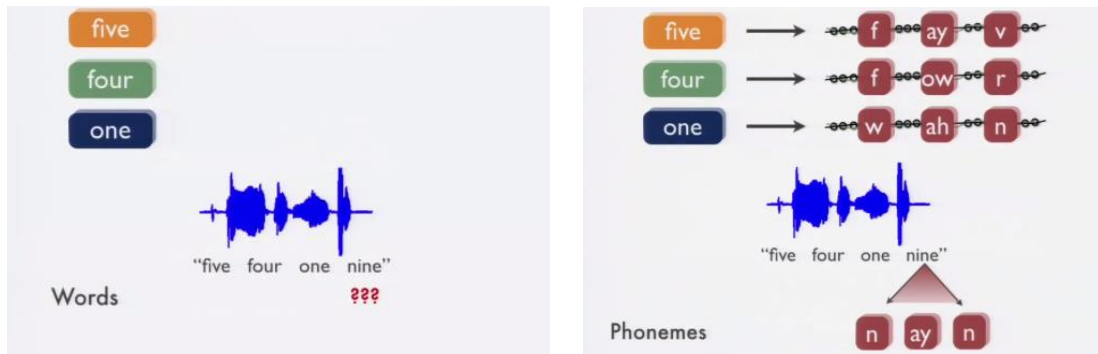 five
four
one
"five four one nine"
Words ???
five f ay v
four f ow r
one w ah n
"five four one nine"
Phonemes n ay n